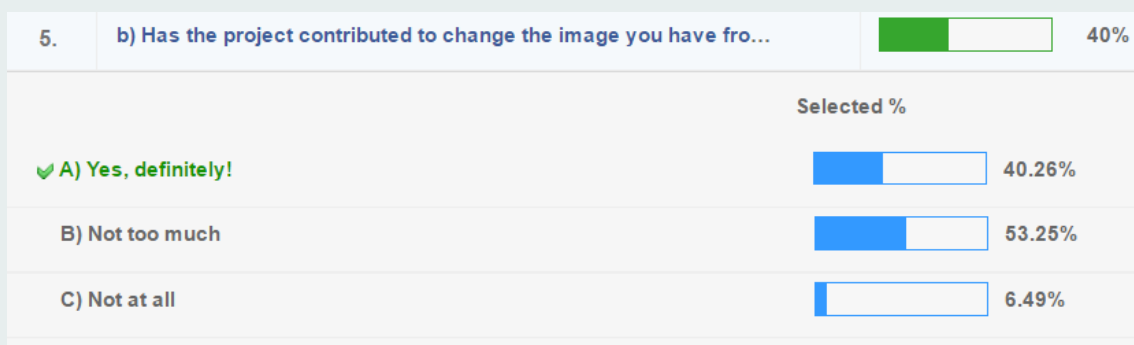 5. b) Has the project contributed to change the image you have fro... 40%
Selected %
A) Yes, definitely! 40.26%
B) Not too much 53.25%
C) Not at all 6.49%